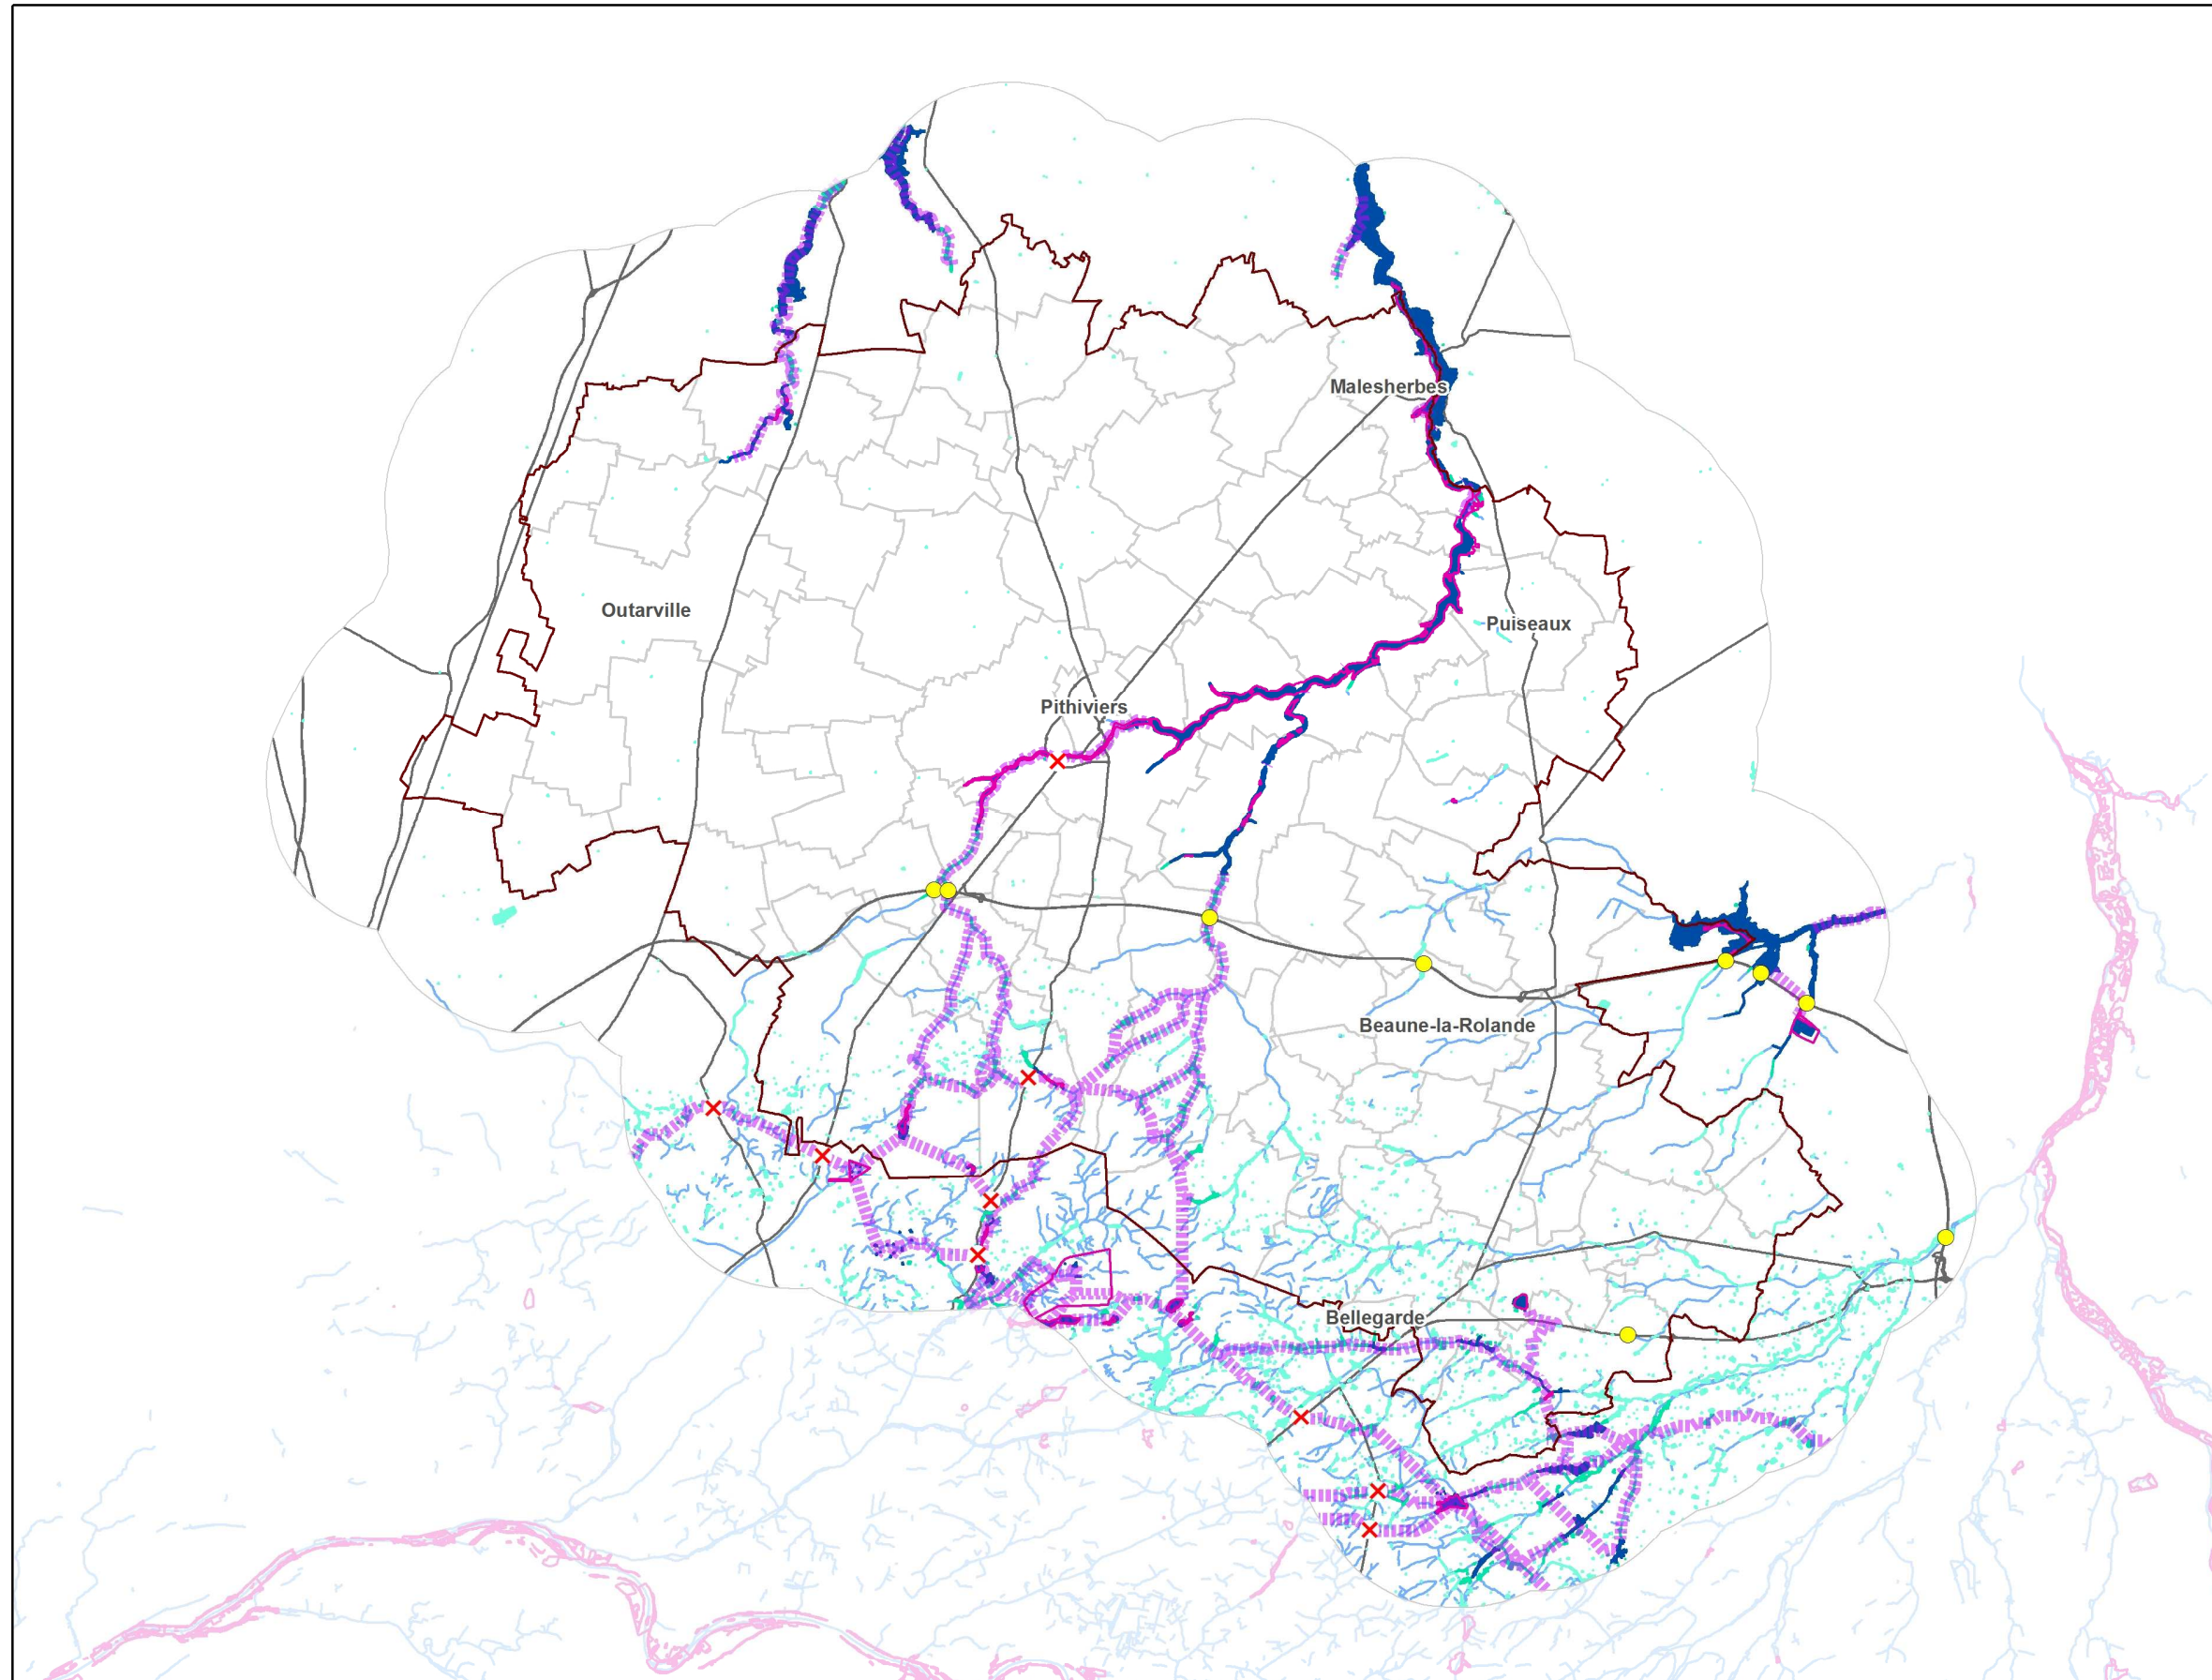 Malesherbes
Outarville
Puiseaux
Pithiviers
Beaune-la-Rolande
Bellegarde